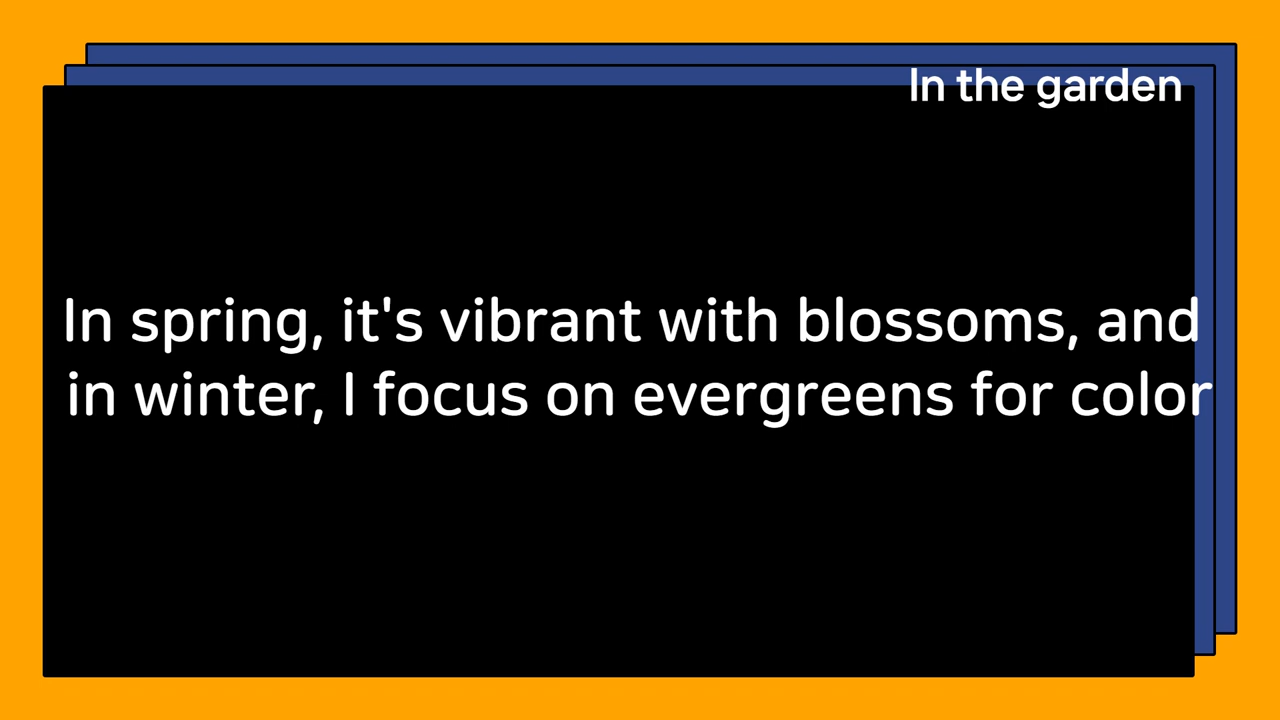 In the garden
In spring, it's vibrant with blossoms, and
in winter, I focus on evergreens for color